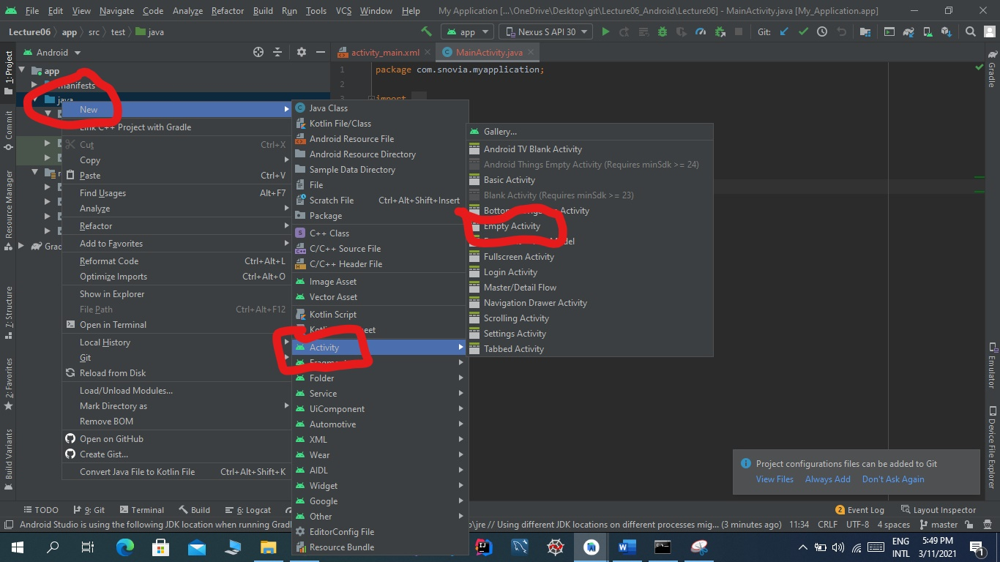 File Edit View Navigate Code Analyze Refactor Build Run Tools VCS Window Help My Application [...\OneDrive\Desktop\git\Lecture06_Android\Lecture06] - MainActivity.java [My_Application.app]
Lecture06 app src test java app Nexus S API 30 Git:
Android activity_main.xml MainActivity.java
1: Project
Commit
Resource Manager
7: Structure
2: Favorites
Build Variants
app
manifests
java
1 package com.snovia.myapplication;
2
3 import
New
Link C++ Project with Gradle
Cut Ctrl+X
Copy
Paste Ctrl+V
Find Usages Alt+F7
Analyze
Refactor
Add to Favorites
Reformat Code Ctrl+Alt+L
Optimize Imports Ctrl+Alt+O
Show in Explorer
File Path Ctrl+Alt+F12
Open in Terminal
Local History
Git
Reload from Disk
Load/Unload Modules...
Mark Directory as
Remove BOM
Open on GitHub
Create Gist...
Convert Java File to Kotlin File Ctrl+Alt+Shift+K
Java Class
Kotlin File/Class
Android Resource File
Android Resource Directory
Sample Data Directory
File
Scratch File Ctrl+Alt+Shift+Insert
Package
C++ Class
C/C++ Source File
C/C++ Header File
Image Asset
Vector Asset
Kotlin Script
Activity
Fragment
Folder
Service
UiComponent
Automotive
XML
Wear
AIDL
Widget
Google
Other
EditorConfig File
Resource Bundle
Gallery...
Android TV Blank Activity
Android Things Empty Activity (Requires minSdk >= 24)
Basic Activity
Blank Activity (Requires minSdk >= 23)
Activity
Empty Activity
Fullscreen Activity
Login Activity
Master/Detail Flow
Navigation Drawer Activity
Scrolling Activity
Settings Activity
Tabbed Activity
Gradle
Emulator
Device File Explorer
Project configurations files can be added to Git
View Files Always Add Don't Ask Again
TODO 9: Git Terminal Build 6: Logcat 2 Event Log Layout Inspector
Android Studio is using the following JDK location when running \jre // Using different JDK locations on different processes mig... (3 minutes ago) 11:34 CRLF UTF-8 4 spaces master
ENG 5:49 PM
INTL 3/11/2021 1